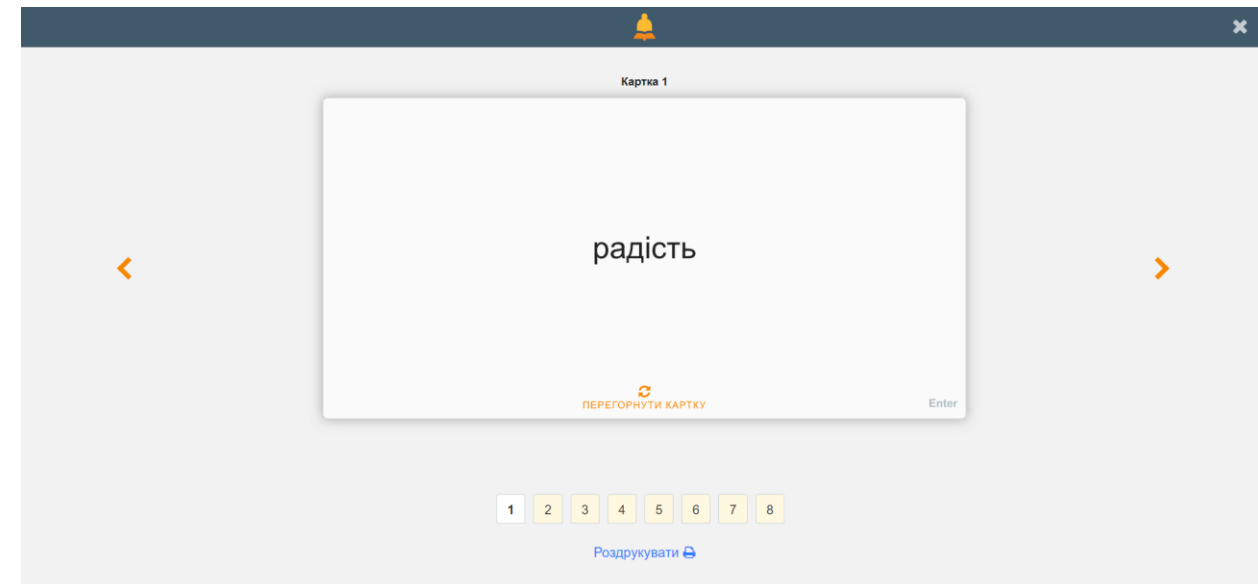 Картка 1
радість
ПЕРЕГОРНУТИ КАРТКУ
Enter
1 2 3 4 5 6 7 8
Роздрукувати